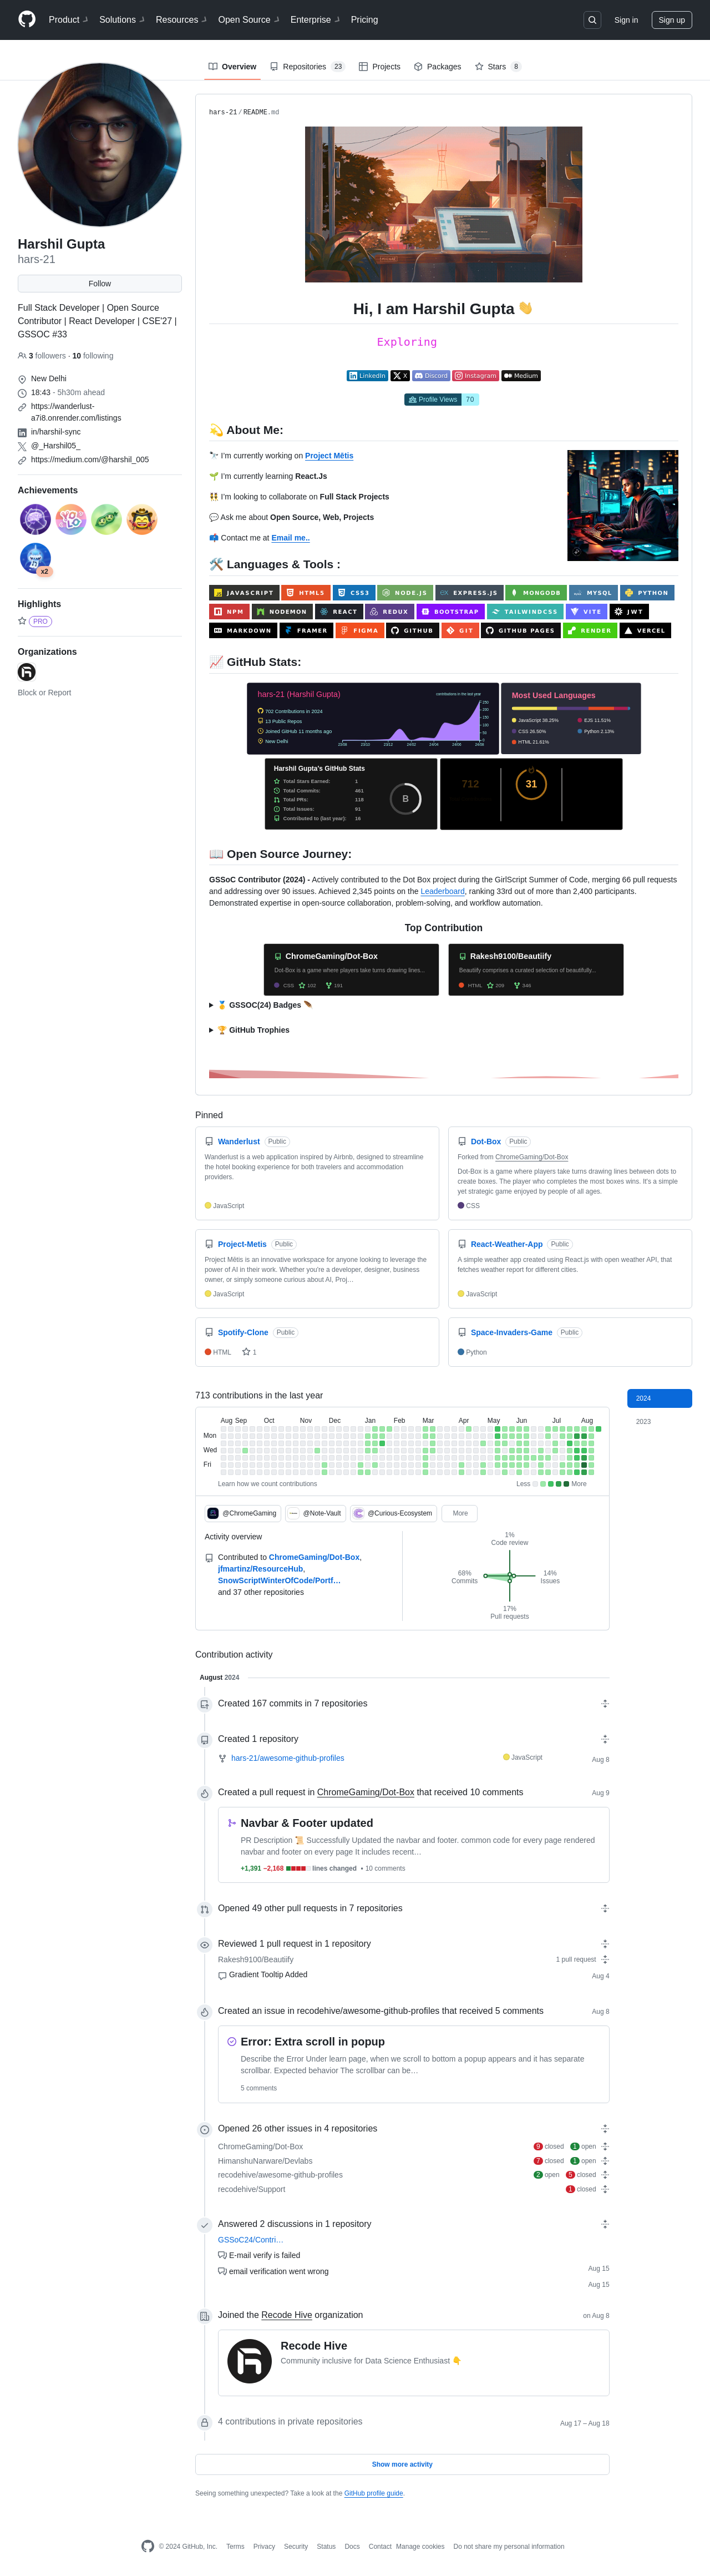 Product Solutions Resources Open Source Enterprise Pricing Sign in Sign up
Overview Repositories 23 Projects Packages Stars 8
Harshil Gupta
hars-21
Follow
Full Stack Developer | Open Source
Contributor | React Developer | CSE'27 |
GSSOC #33
3 followers · 10 following
New Delhi
18:43 - 5h30m ahead
https://wanderlust-
a7i8.onrender.com/listings
in/harshil-sync
@_Harshil05_
https://medium.com/@harshil_005
Achievements
x2
Highlights
PRO
Organizations
Block or Report
hars-21/README.md
Hi, I am Harshil Gupta 👋
Exploring
LinkedIn X Discord Instagram Medium
Profile Views 70
💫 About Me:
🔭 I'm currently working on Project Mētis
🌱 I'm currently learning React.Js
👯 I'm looking to collaborate on Full Stack Projects
💬 Ask me about Open Source, Web, Projects
📫 Contact me at Email me..
🛠️ Languages & Tools :
JAVASCRIPT HTML5 CSS3 NODE.JS EXPRESS.JS MONGODB MYSQL PYTHON
NPM NODEMON REACT REDUX BOOTSTRAP TAILWINDCSS VITE JWT
MARKDOWN FRAMER FIGMA GITHUB GIT GITHUB PAGES RENDER VERCEL
📈 GitHub Stats:
hars-21 (Harshil Gupta)
contributions in the last year
702 Contributions in 2024
13 Public Repos
Joined GitHub 11 months ago
New Delhi
Most Used Languages
JavaScript 38.25% EJS 11.51%
CSS 26.50% Python 2.13%
HTML 21.61%
Harshil Gupta's GitHub Stats
Total Stars Earned: 1
Total Commits: 461
Total PRs: 118
Total Issues: 91
Contributed to (last year): 16
B
712 31
📖 Open Source Journey:
GSSoC Contributor (2024) - Actively contributed to the Dot Box project during the GirlScript Summer of Code, merging 66 pull requests
and addressing over 90 issues. Achieved 2,345 points on the Leaderboard, ranking 33rd out of more than 2,400 participants.
Demonstrated expertise in open-source collaboration, problem-solving, and workflow automation.
Top Contribution
ChromeGaming/Dot-Box
Dot-Box is a game where players take turns drawing lines...
CSS 102 191
Rakesh9100/Beautiify
Beautiify comprises a curated selection of beautifully...
HTML 346
🏅 GSSOC(24) Badges 🪶
🏆 GitHub Trophies
Pinned
Wanderlust Public
Wanderlust is a web application inspired by Airbnb, designed to streamline
the hotel booking experience for both travelers and accommodation
providers.
JavaScript
Dot-Box Public
Forked from ChromeGaming/Dot-Box
Dot-Box is a game where players take turns drawing lines between dots to
create boxes. The player who completes the most boxes wins. It's a simple
yet strategic game enjoyed by people of all ages.
CSS
Project-Metis Public
Project Mētis is an innovative workspace for anyone looking to leverage the
power of AI in their work. Whether you're a developer, designer, business
owner, or simply someone curious about AI, Proj…
JavaScript
React-Weather-App Public
A simple weather app created using React.js with open weather API, that
fetches weather report for different cities.
JavaScript
Spotify-Clone Public
HTML 1
Space-Invaders-Game Public
Python
713 contributions in the last year
2024
2023
Aug Sep Oct Nov Dec Jan Feb Mar Apr May Jun Jul Aug
Mon
Wed
Fri
Learn how we count contributions Less More
@ChromeGaming @Note-Vault @Curious-Ecosystem More
Activity overview
Contributed to ChromeGaming/Dot-Box,
jfmartinz/ResourceHub,
SnowScriptWinterOfCode/Portf…
and 37 other repositories
1%
Code review
68%
Commits
14%
Issues
17%
Pull requests
Contribution activity
August 2024
Created 167 commits in 7 repositories
Created 1 repository
hars-21/awesome-github-profiles JavaScript Aug 8
Created a pull request in ChromeGaming/Dot-Box that received 10 comments Aug 9
Navbar & Footer updated
PR Description 📜 Successfully Updated the navbar and footer. common code for every page rendered
navbar and footer on every page It includes recent…
+1,391 −2,168 lines changed • 10 comments
Opened 49 other pull requests in 7 repositories
Reviewed 1 pull request in 1 repository
Rakesh9100/Beautiify 1 pull request
Gradient Tooltip Added Aug 4
Created an issue in recodehive/awesome-github-profiles that received 5 comments Aug 8
Error: Extra scroll in popup
Describe the Error Under learn page, when we scroll to bottom a popup appears and it has separate
scrollbar. Expected behavior The scrollbar can be…
5 comments
Opened 26 other issues in 4 repositories
ChromeGaming/Dot-Box 9 closed 1 open
HimanshuNarware/Devlabs 7 closed 1 open
recodehive/awesome-github-profiles 2 open 5 closed
recodehive/Support 1 closed
Answered 2 discussions in 1 repository
GSSoC24/Contri…
E-mail verify is failed
email verification went wrong Aug 15
Aug 15
Joined the Recode Hive organization on Aug 8
Recode Hive
Community inclusive for Data Science Enthusiast 👇
4 contributions in private repositories Aug 17 – Aug 18
Show more activity
Seeing something unexpected? Take a look at the GitHub profile guide.
© 2024 GitHub, Inc. Terms Privacy Security Status Docs Contact Manage cookies Do not share my personal information